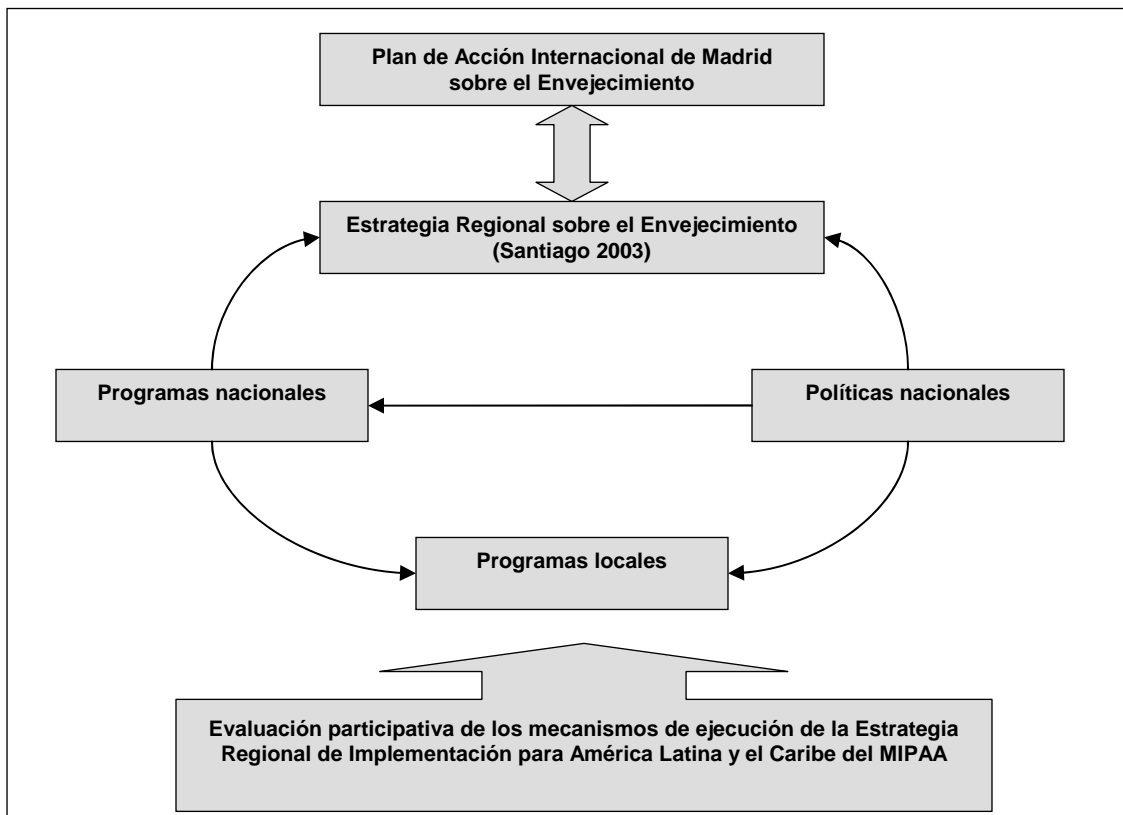 Plan de Acción Internacional de Madrid
sobre el Envejecimiento
Estrategia Regional sobre el Envejecimiento
(Santiago 2003)
Programas nacionales
Políticas nacionales
Programas locales
Evaluación participativa de los mecanismos de ejecución de la Estrategia
Regional de Implementación para América Latina y el Caribe del MIPAA